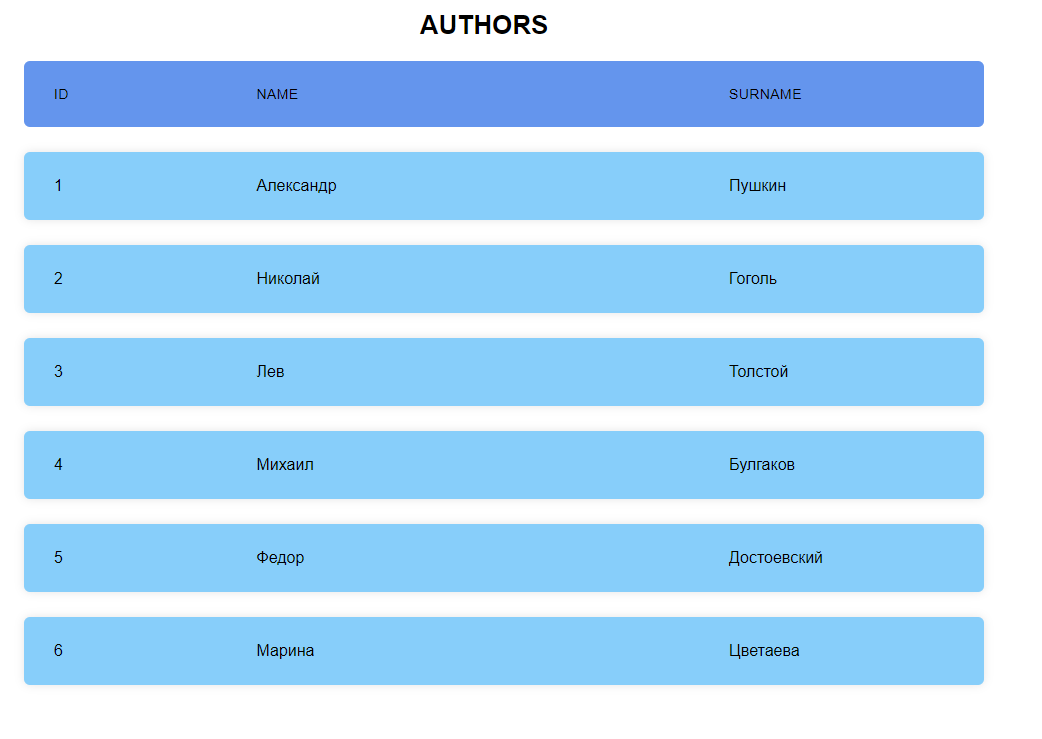 AUTHORS
ID NAME SURNAME
1 Александр Пушкин
2 Николай Гоголь
3 Лев Толстой
4 Михаил Булгаков
5 Федор Достоевский
6 Марина Цветаева